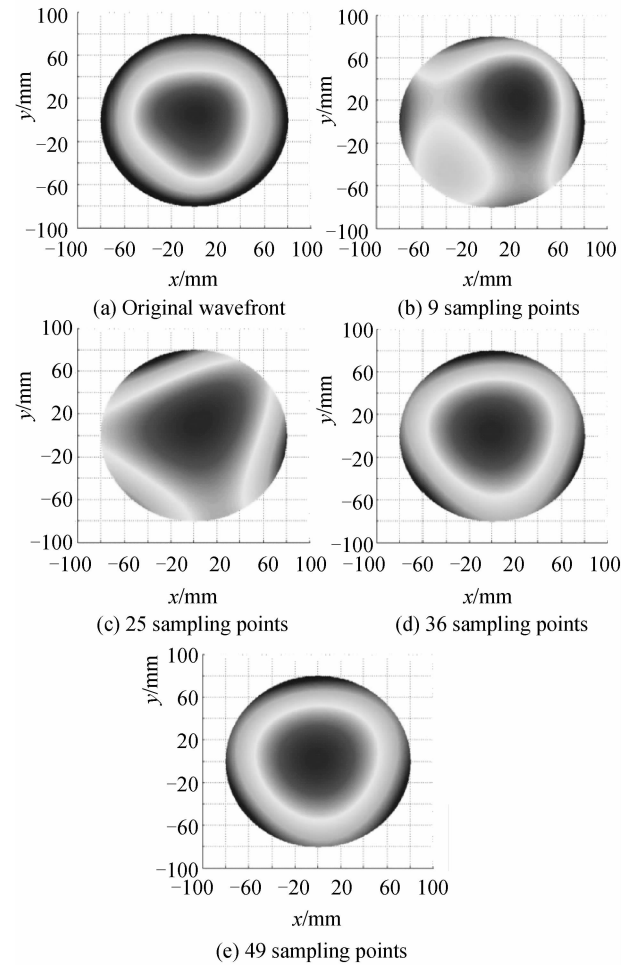 100 100
y/mm y/mm
60 60
20 20
−20 −20
−60 −60
−100 −100
−100 −60 −20 20 60 100 −100 −60 −20 20 60 100
x/mm x/mm
(a) Original wavefront (b) 9 sampling points
100 100
y/mm y/mm
60 60
20 20
−20 −20
−60 −60
−100 −100
−100 −60 −20 20 60 100 −100 −60 −20 20 60 100
x/mm x/mm
(c) 25 sampling points (d) 36 sampling points
100
y/mm
60
20
−20
−60
−100
−100 −60 −20 20 60 100
x/mm
(e) 49 sampling points